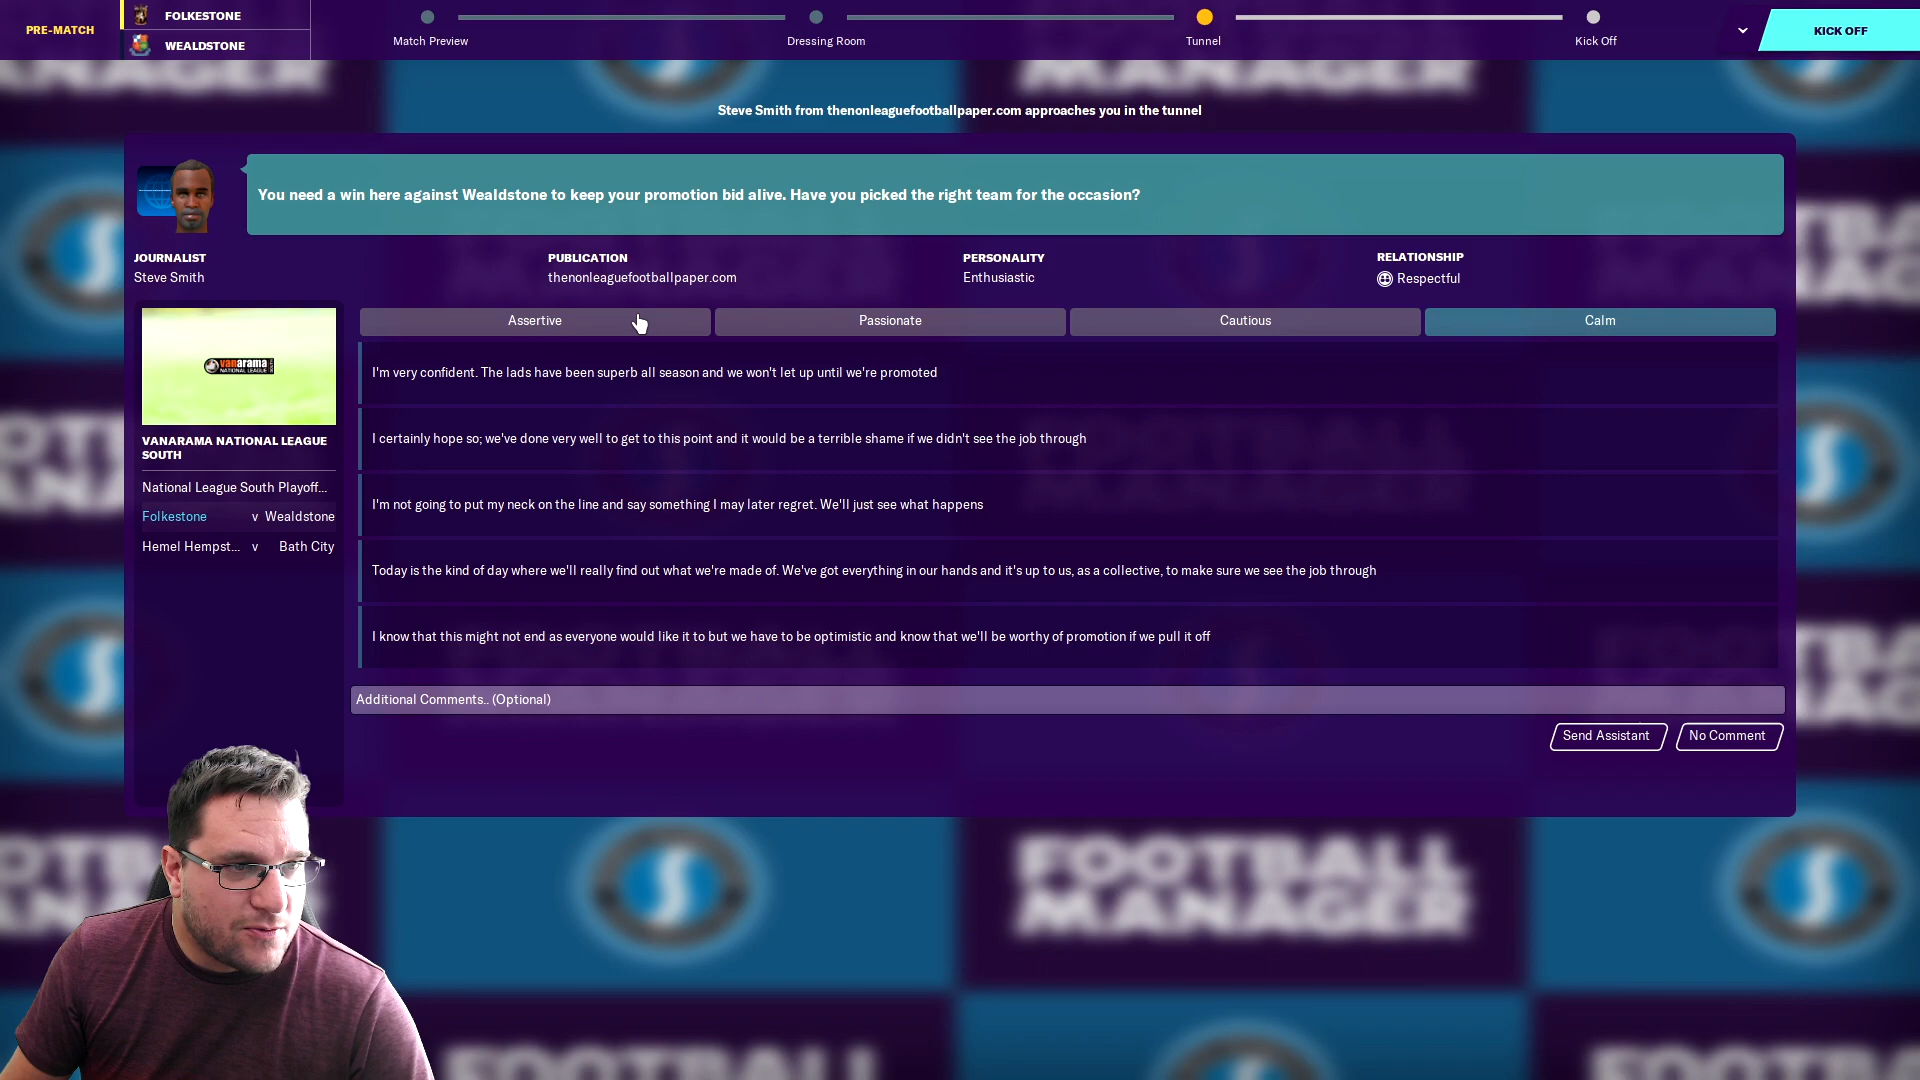 PRE-MATCH
FOLKESTONE
WEALDSTONE
Match Preview
Dressing Room
Tunnel
Kick Off
KICK OFF
Steve Smith from thenonleaguefootballpaper.com approaches you in the tunnel
You need a win here against Wealdstone to keep your promotion bid alive. Have you picked the right team for the occasion?
JOURNALIST
Steve Smith
PUBLICATION
thenonleaguefootballpaper.com
PERSONALITY
Enthusiastic
RELATIONSHIP
Respectful
vanarama
NATIONAL LEAGUE
VANARAMA NATIONAL LEAGUE
SOUTH
National League South Playoff...
Folkestone v Wealdstone
Hemel Hempst... v Bath City
Assertive
Passionate
Cautious
Calm
I'm very confident. The lads have been superb all season and we won't let up until we're promoted
I certainly hope so; we've done very well to get to this point and it would be a terrible shame if we didn't see the job through
I'm not going to put my neck on the line and say something I may later regret. We'll just see what happens
Today is the kind of day where we'll really find out what we're made of. We've got everything in our hands and it's up to us, as a collective, to make sure we see the job through
I know that this might not end as everyone would like it to but we have to be optimistic and know that we'll be worthy of promotion if we pull it off
Additional Comments.. (Optional)
Send Assistant
No Comment
FOOTBALL
MANAGER